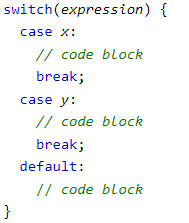 switch(expression) {
  case x:
    // code block
    break;
  case y:
    // code block
    break;
  default:
    // code block
}